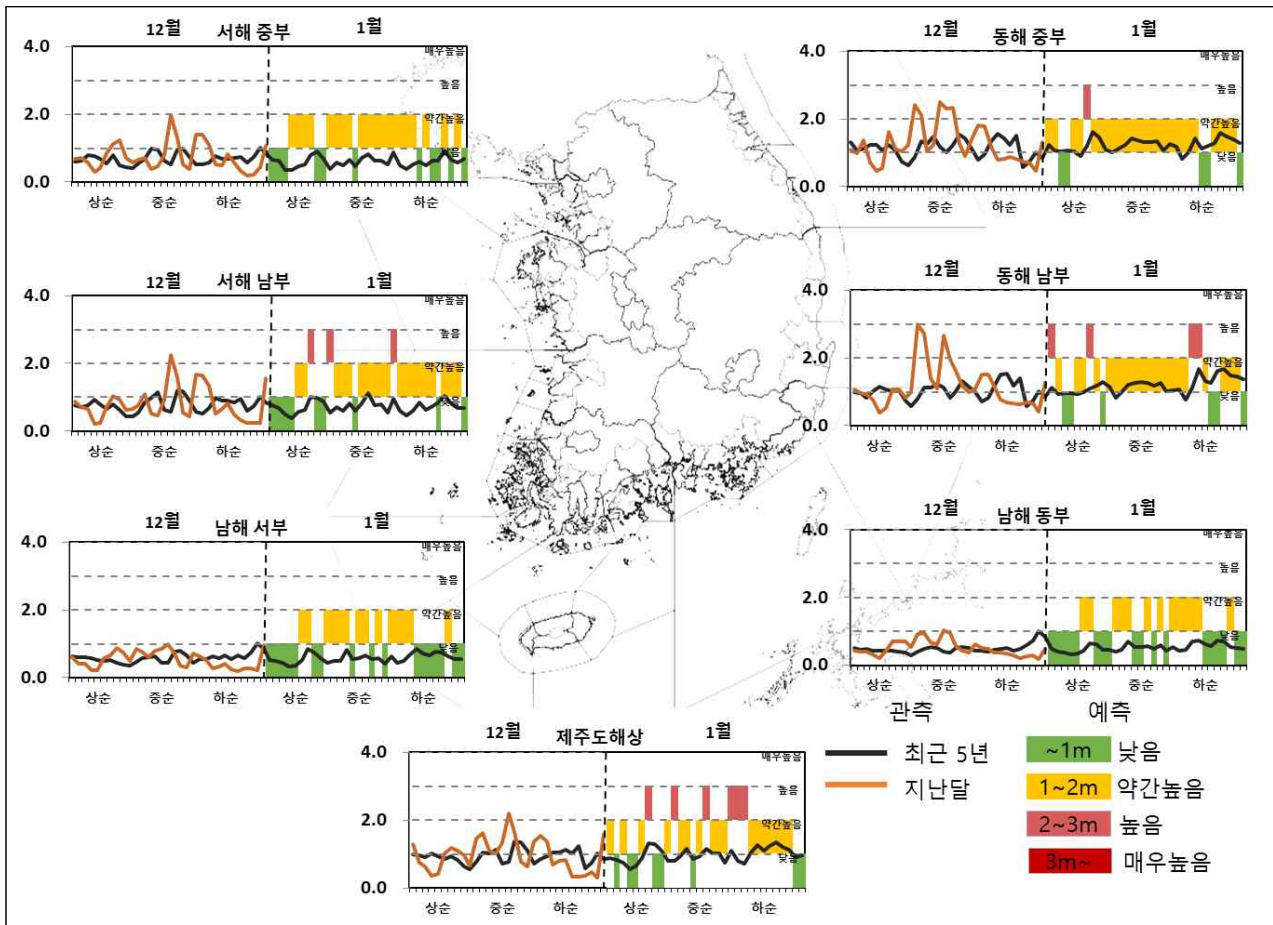 12월 서해 중부 1월
4.0
2.0
0.0
매우높음
높음
약간높음
낮음
상순 중순 하순 상순 중순 하순
12월 동해 중부 1월
4.0
2.0
0.0
매우높음
높음
약간높음
낮음
상순 중순 하순 상순 중순 하순
12월 서해 남부 1월
4.0
2.0
0.0
매우높음
높음
약간높음
낮음
상순 중순 하순 상순 중순 하순
12월 동해 남부 1월
4.0
2.0
0.0
매우높음
높음
약간높음
낮음
상순 중순 하순 상순 중순 하순
12월 남해 서부 1월
4.0
2.0
0.0
매우높음
높음
약간높음
낮음
상순 중순 하순 상순 중순 하순
12월 남해 동부 1월
4.0
2.0
0.0
매우높음
높음
약간높음
낮음
상순 중순 하순 상순 중순 하순
12월 제주도해상 1월
4.0
2.0
0.0
매우높음
높음
약간높음
낮음
상순 중순 하순 상순 중순 하순
관측 예측
최근 5년 ~1m 낮음
지난달 1~2m 약간높음
2~3m 높음
3m~ 매우높음